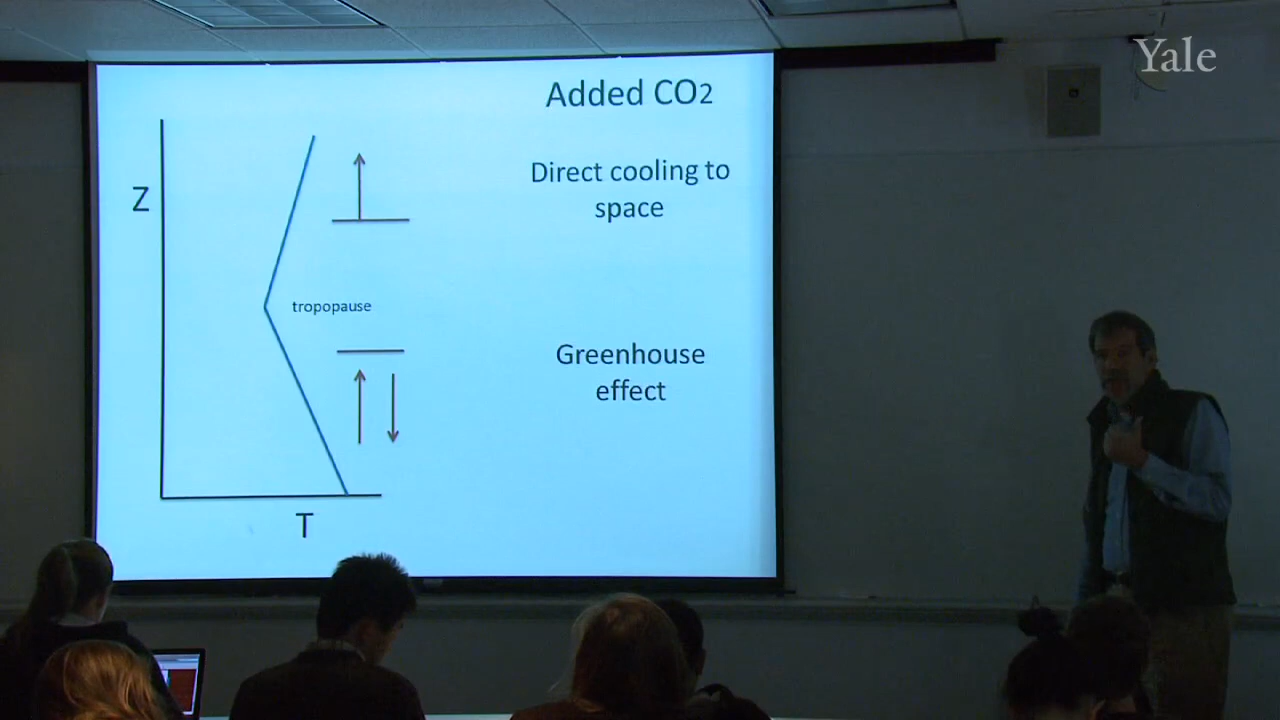 Yale
Added CO2
Direct cooling to
space
Z
tropopause
Greenhouse
effect
T